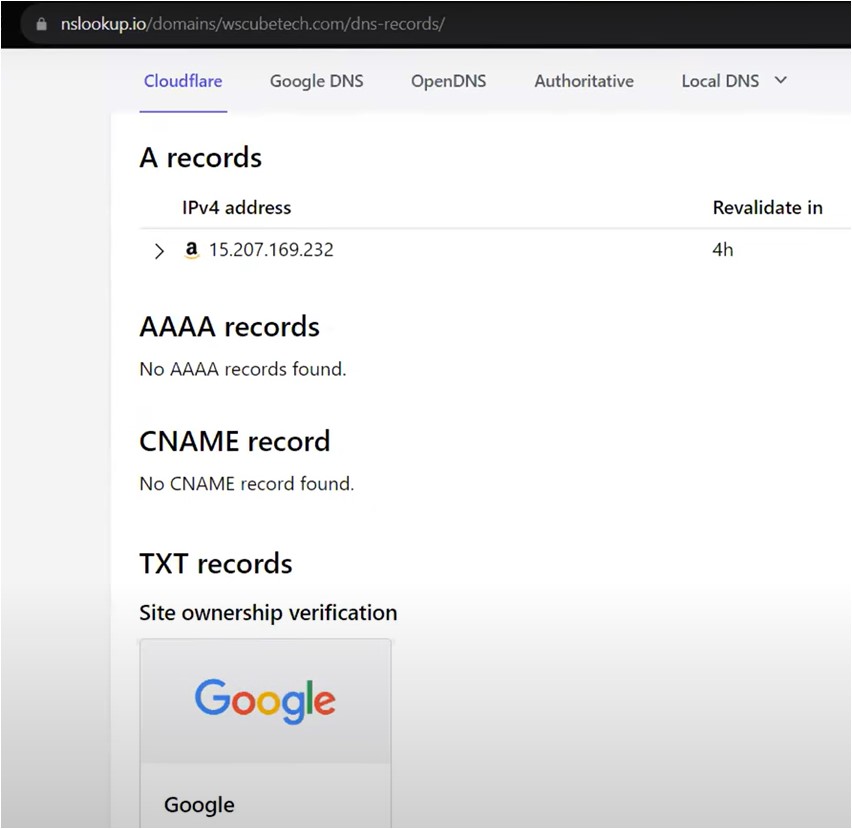 nslookup.io/domains/wscubetech.com/dns-records/
Cloudflare Google DNS OpenDNS Authoritative Local DNS
A records
IPv4 address Revalidate in
a 15.207.169.232 4h
AAAA records
No AAAA records found.
CNAME record
No CNAME record found.
TXT records
Site ownership verification
Google
Google